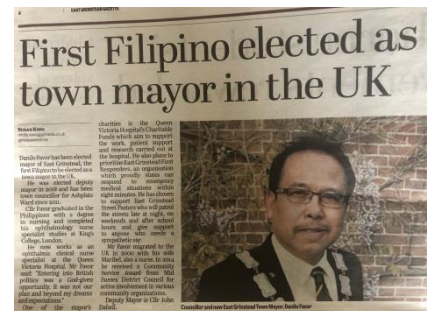 EAST GRINSTEAD GAZETTE
First Filipino elected as
town mayor in the UK
Danilo Favor has been elected
mayor of East Grinstead, the
first Filipino to be elected as a
town mayor in the UK.
He was elected deputy
mayor in 2018 and has been
town councillor for Ashplats
Ward since 2011.
Cllr Favor graduated in the
Philippines with a degree
in nursing and completed
his ophthalmology nurse
specialist studies at King's
College, London.
He now works as an
ophthalmic clinical nurse
specialist at the Queen
Victoria Hospital. Mr Favor
said: "Entering into British
politics was a God-given
opportunity. It was not our
plan and beyond my dreams
and expectations."
One of the mayor's
charities is the Queen
Victoria Hospital's Charitable
Funds which aim to support
the work, patient support
and research carried out at
the hospital. He also plans to
prioritise East Grinstead First
Responders, an organisation
which proudly states can
respond to emergency
medical situations within
eight minutes. He has chosen
to support East Grinstead
Street Pastors who will patrol
the streets late at night, on
weekends and after school
hours and give support
to anyone who needs a
sympathetic ear.
Mr Favor migrated to the
UK in 2000 with his wife
Maribel, also a nurse. In 2014
he received a Community
Service Award from Mid
Sussex District Council for
active involvement in various
community organisations.
Deputy Mayor is Cllr John
Dabell.
Councillor and new East Grinstead Town Mayor, Danilo Favor